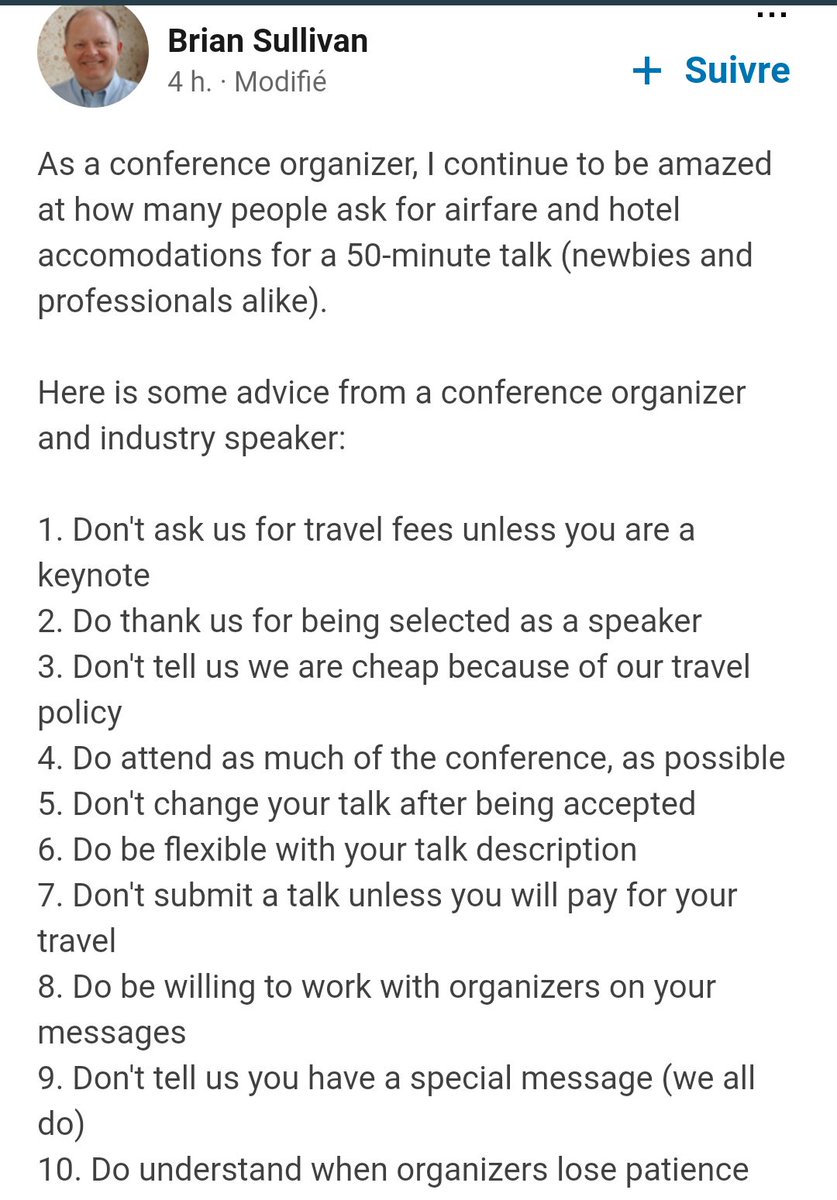 ...
Brian Sullivan
4 h. · Modifié
+ Suivre
As a conference organizer, I continue to be amazed
at how many people ask for airfare and hotel
accomodations for a 50-minute talk (newbies and
professionals alike).
Here is some advice from a conference organizer
and industry speaker:
1. Don't ask us for travel fees unless you are a
keynote
2. Do thank us for being selected as a speaker
3. Don't tell us we are cheap because of our travel
policy
4. Do attend as much of the conference, as possible
5. Don't change your talk after being accepted
6. Do be flexible with your talk description
7. Don't submit a talk unless you will pay for your
travel
8. Do be willing to work with organizers on your
messages
9. Don't tell us you have a special message (we all
do)
10. Do understand when organizers lose patience